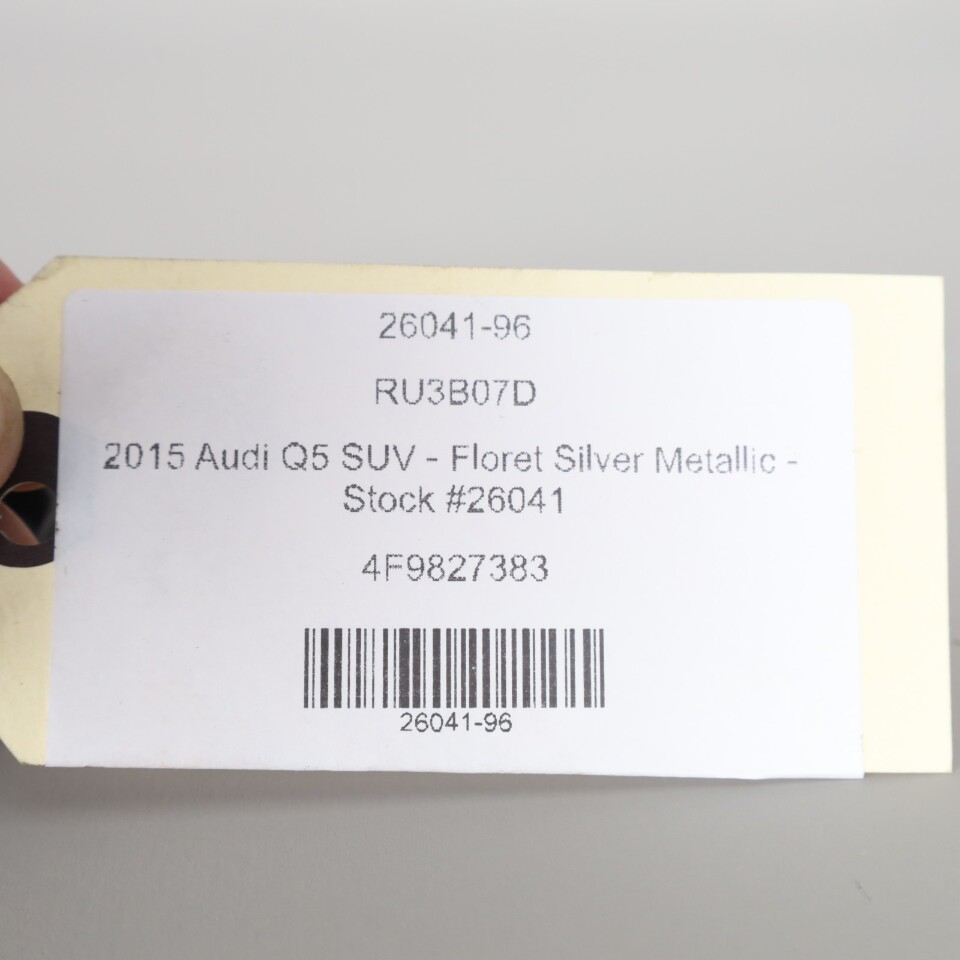 26041-96
RU3B07D
2015 Audi Q5 SUV - Floret Silver Metallic -
Stock #26041
4F9827383
26041-96